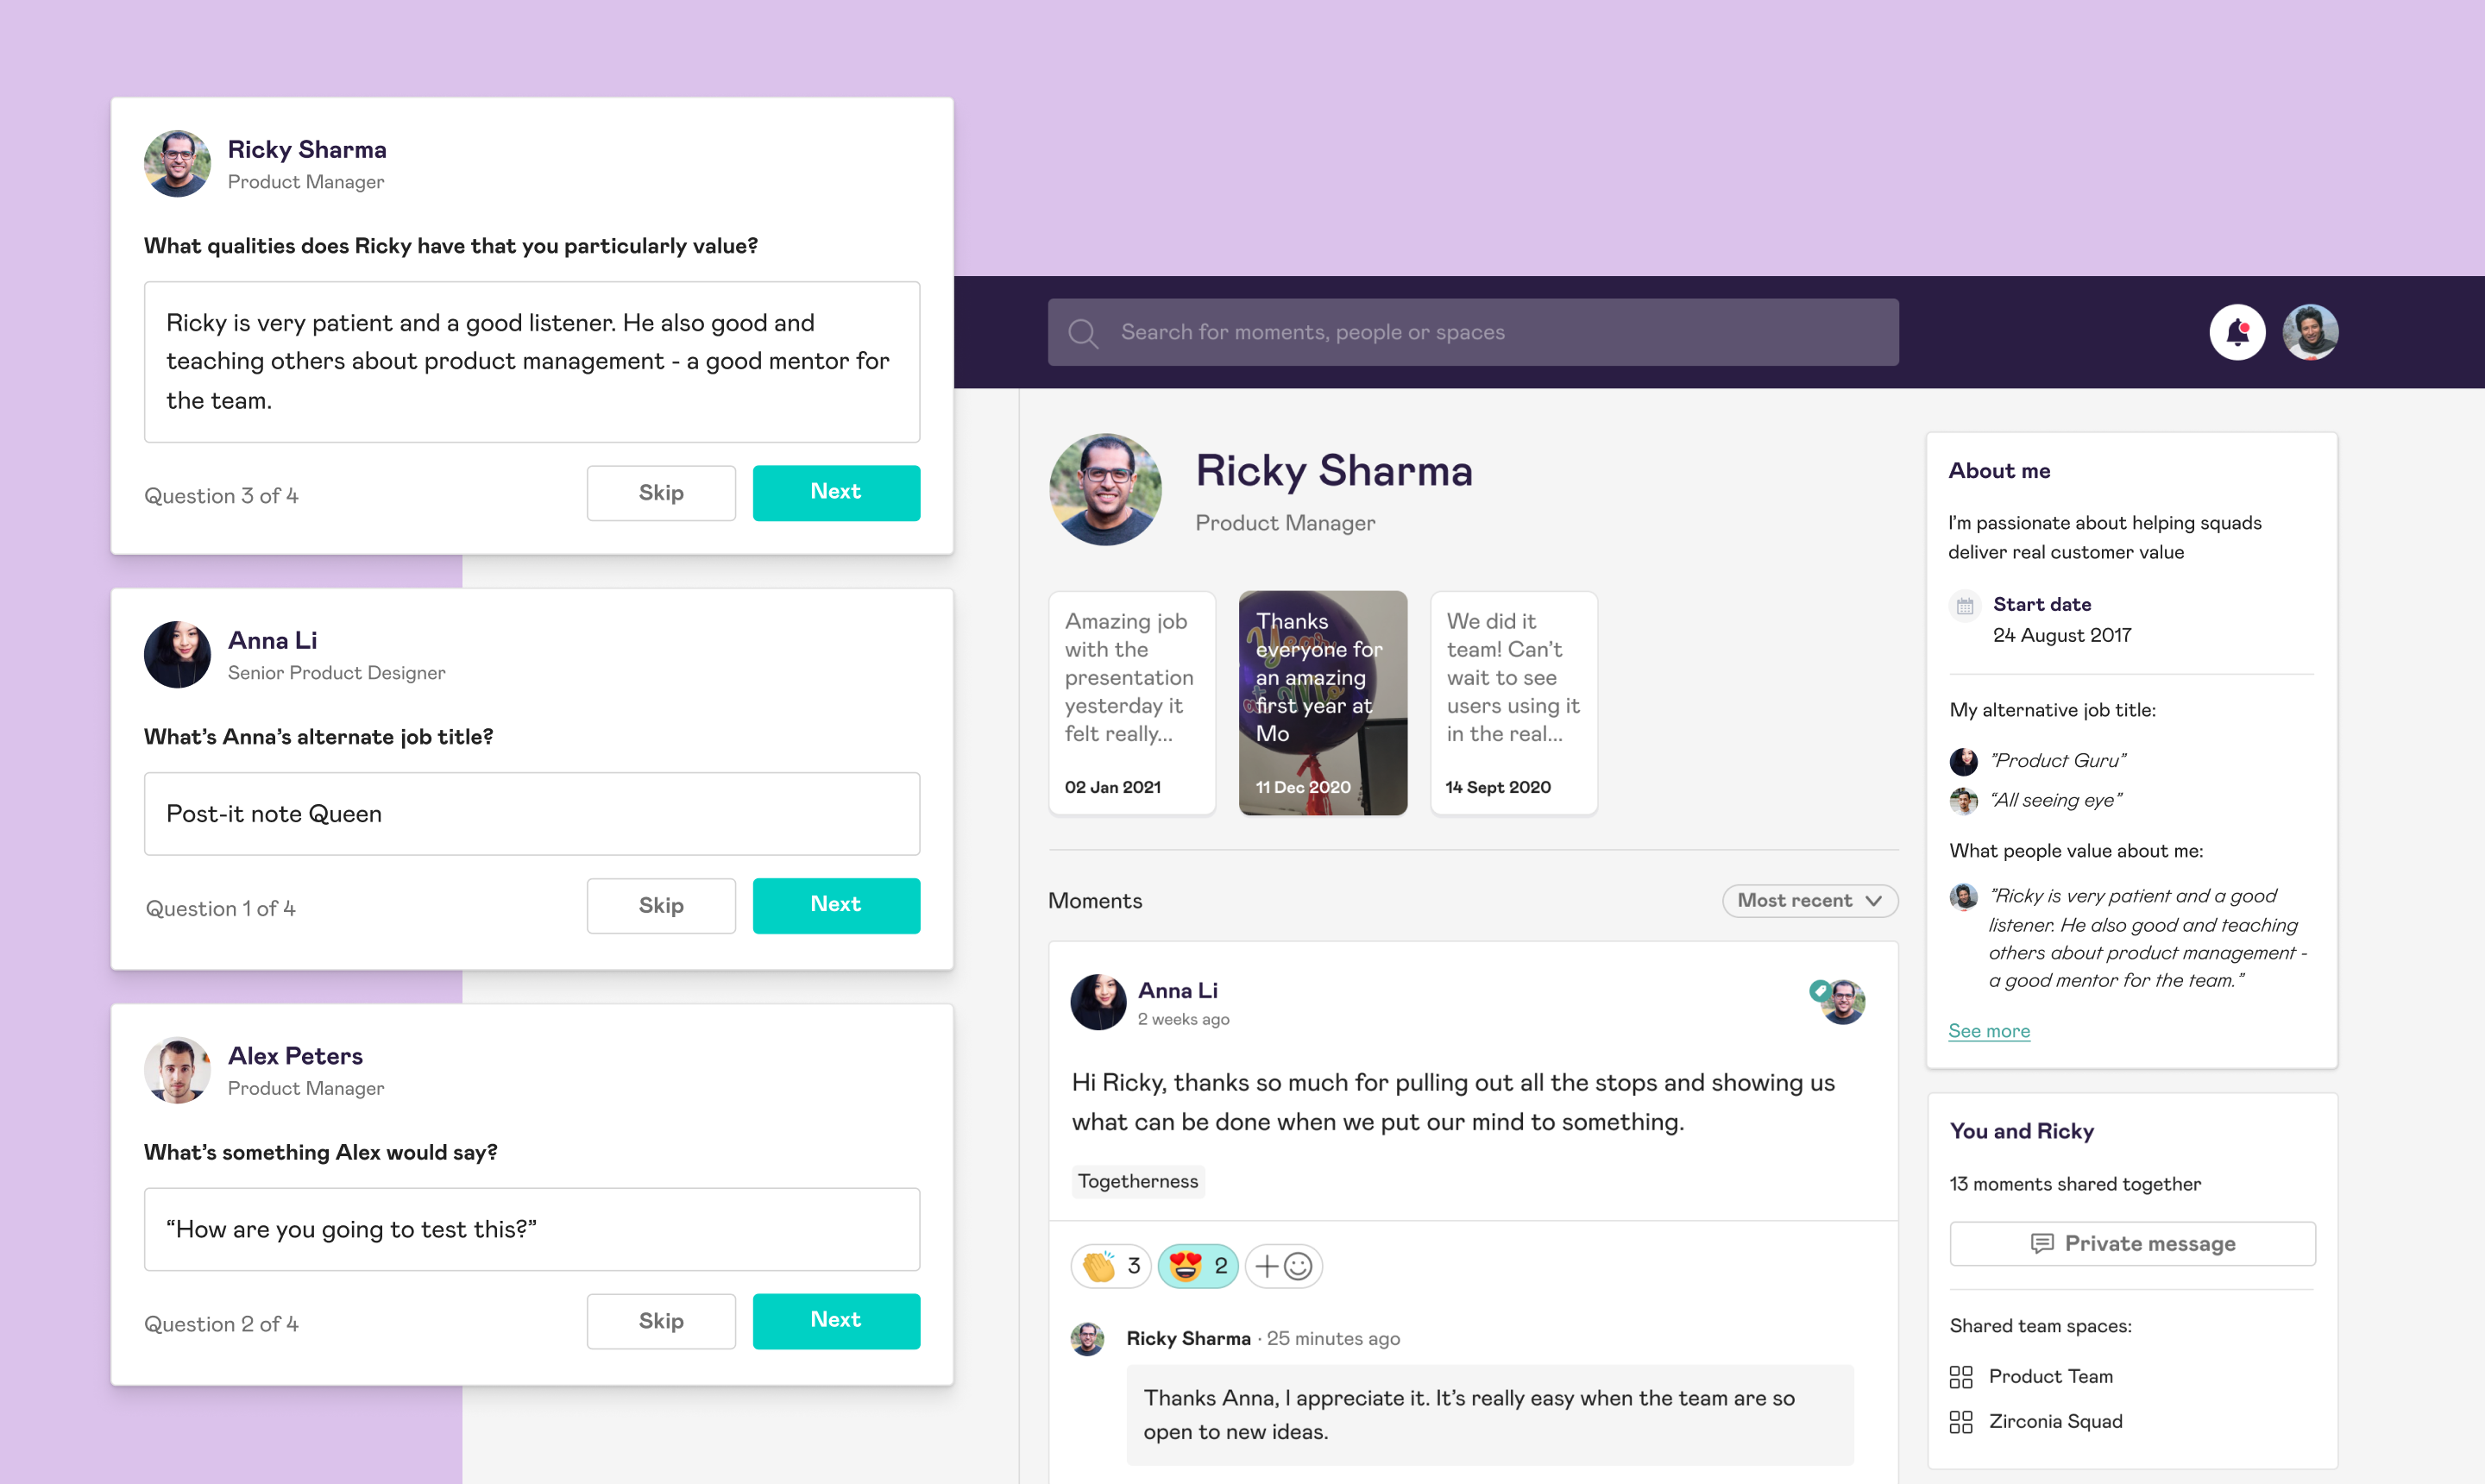 Ricky Sharma
Product Manager
What qualities does Ricky have that you particularly value?
Ricky is very patient and a good listener. He also good and
teaching others about product management - a good mentor for
the team.
Question 3 of 4
Skip
Next
Anna Li
Senior Product Designer
What’s Anna’s alternate job title?
Post-it note Queen
Question 1 of 4
Skip
Next
Alex Peters
Product Manager
What’s something Alex would say?
“How are you going to test this?”
Question 2 of 4
Skip
Next
Search for moments, people or spaces
Ricky Sharma
Product Manager
Amazing job
with the
presentation
yesterday it
felt really...
02 Jan 2021
Thanks
everyone for
an amazing
first year at
Mo
11 Dec 2020
We did it
team! Can’t
wait to see
users using it
in the real...
14 Sept 2020
Moments
Most recent
Anna Li
2 weeks ago
Hi Ricky, thanks so much for pulling out all the stops and showing us
what can be done when we put our mind to something.
Togetherness
3
2
Ricky Sharma · 25 minutes ago
Thanks Anna, I appreciate it. It’s really easy when the team are so
open to new ideas.
About me
I’m passionate about helping squads
deliver real customer value
Start date
24 August 2017
My alternative job title:
”Product Guru”
“All seeing eye”
What people value about me:
”Ricky is very patient and a good
listener. He also good and teaching
others about product management -
a good mentor for the team.”
See more
You and Ricky
13 moments shared together
Private message
Shared team spaces:
Product Team
Zirconia Squad